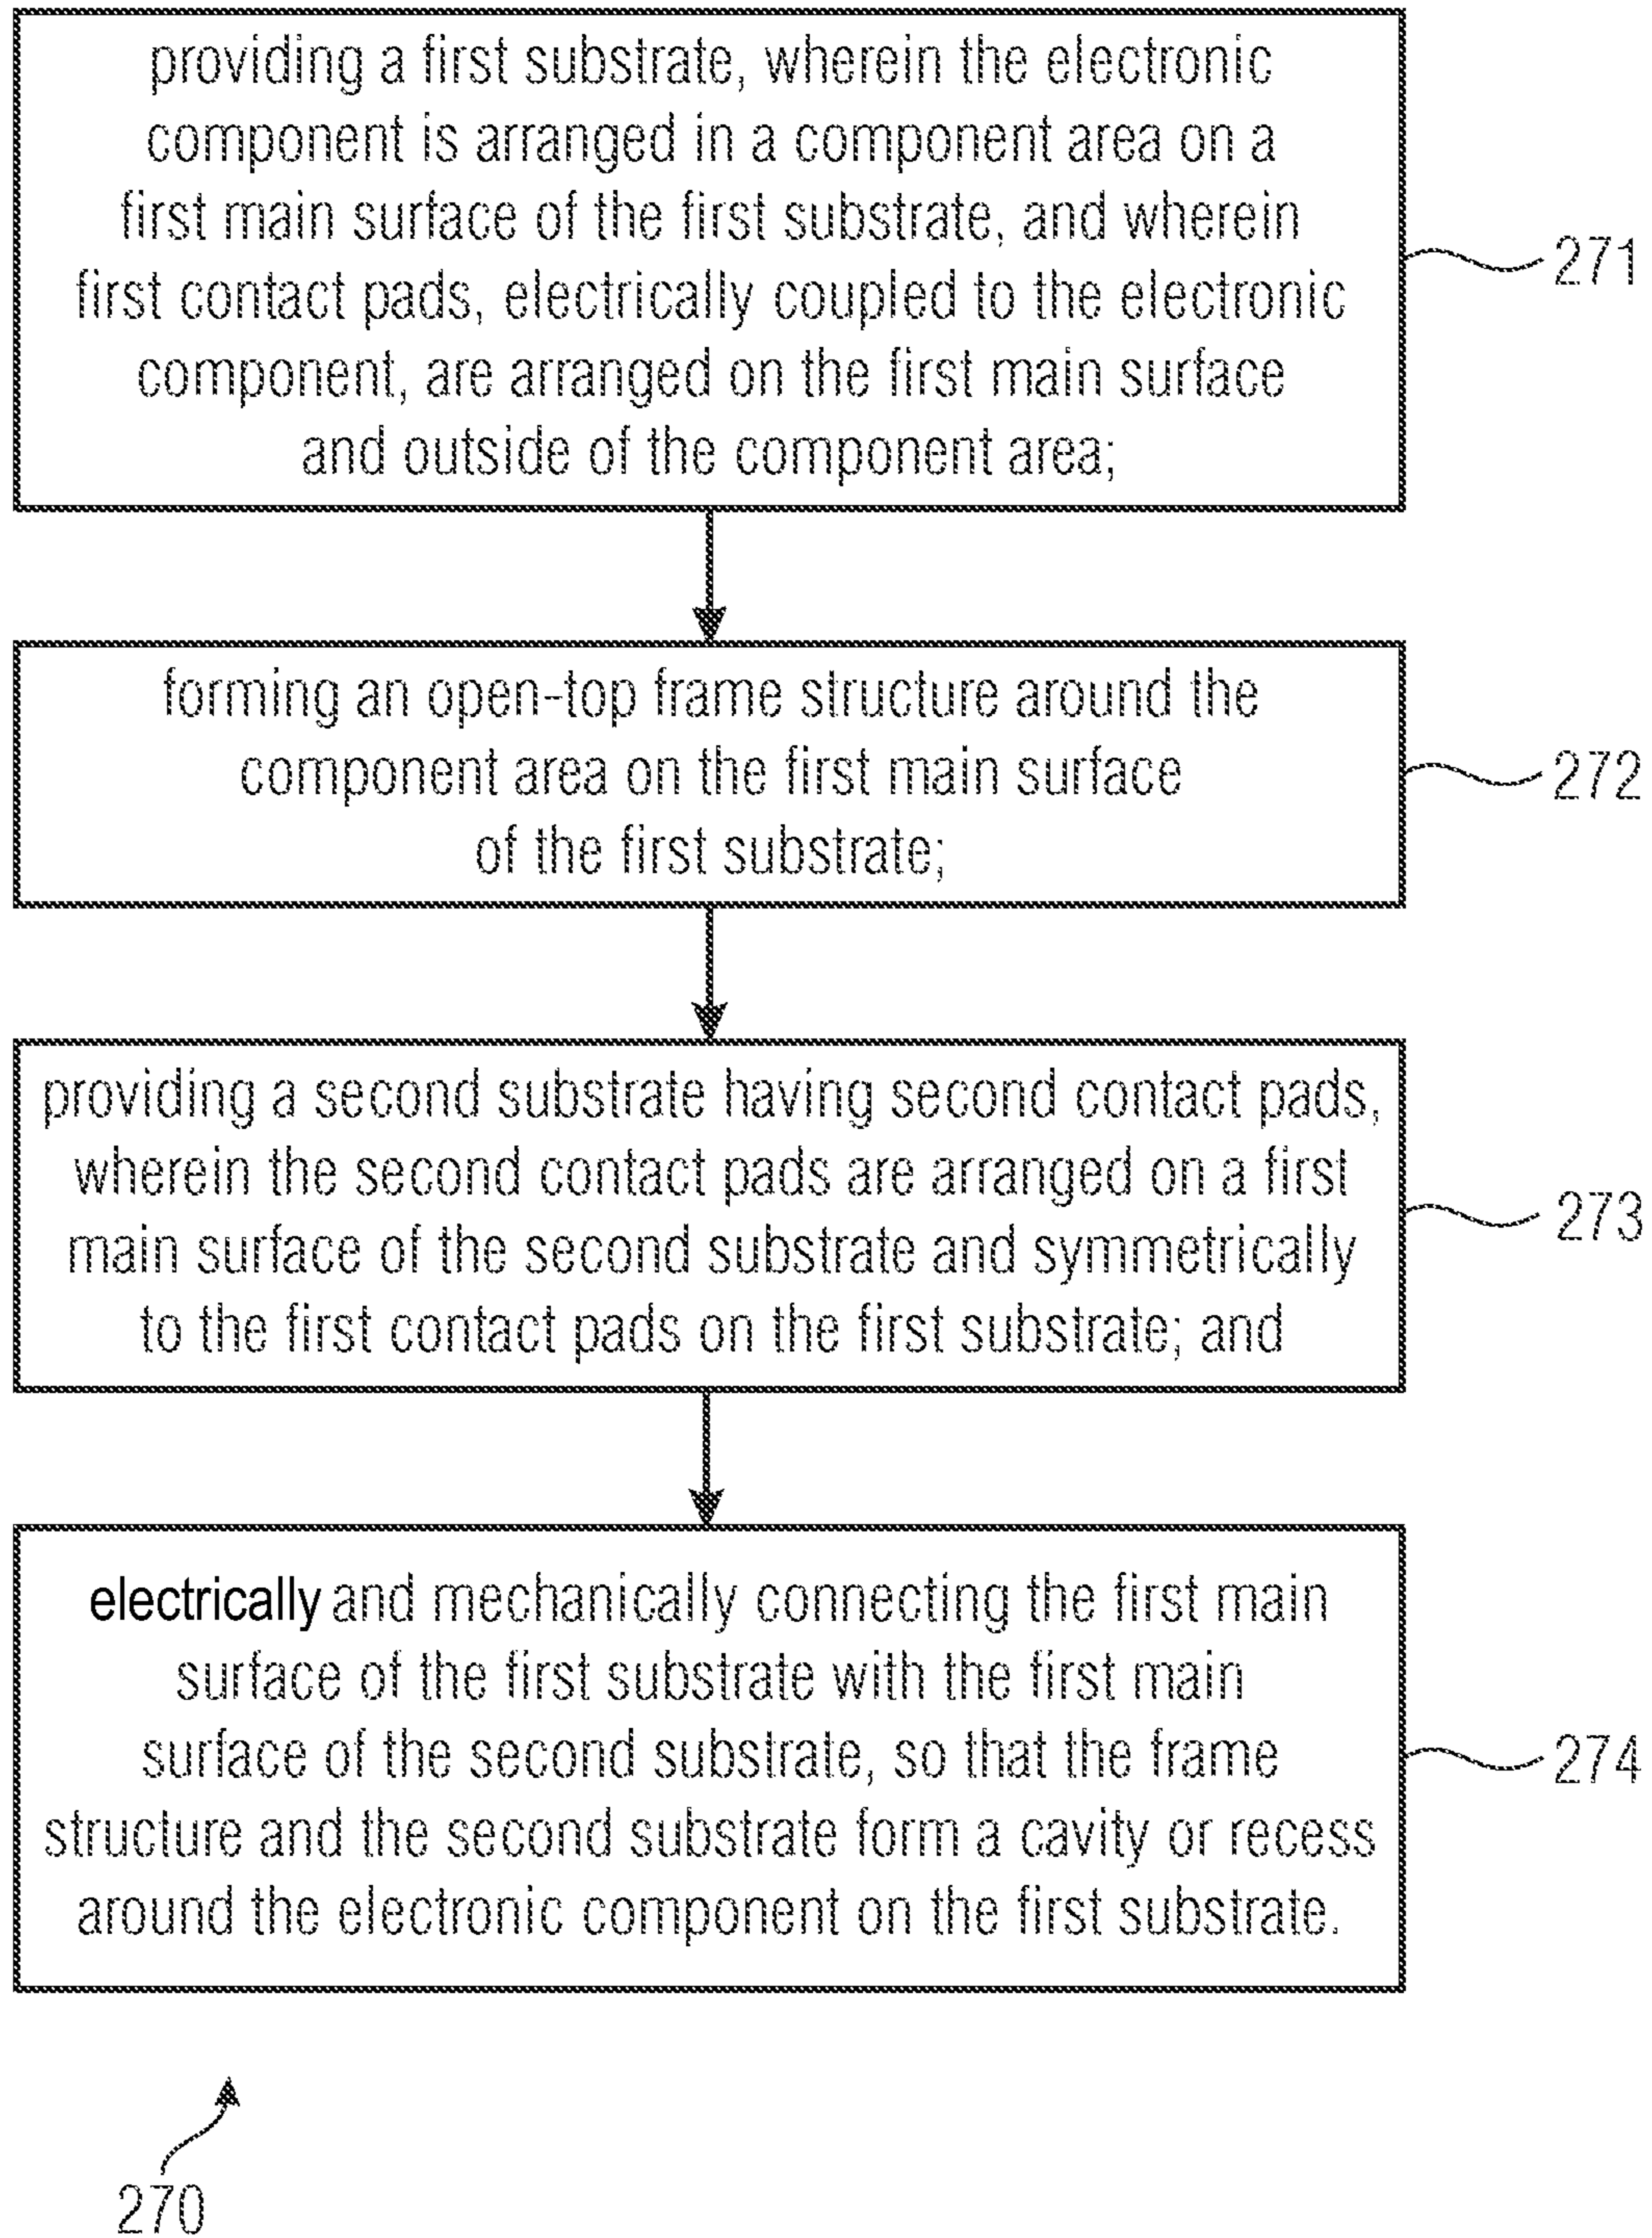 providing a first substrate, wherein the electronic
component is arranged in a component area on a
first main surface of the first substrate, and wherein
first contact pads, electrically coupled to the electronic
component, are arranged on the first main surface
and outside of the component area;
271
forming an open-top frame structure around the
component area on the first main surface
of the first substrate;
272
providing a second substrate having second contact pads,
wherein the second contact pads are arranged on a first
main surface of the second substrate and symmetrically
to the first contact pads on the first substrate; and
273
electrically and mechanically connecting the first main
surface of the first substrate with the first main
surface of the second substrate, so that the frame
structure and the second substrate form a cavity or recess
around the electronic component on the first substrate.
274
270